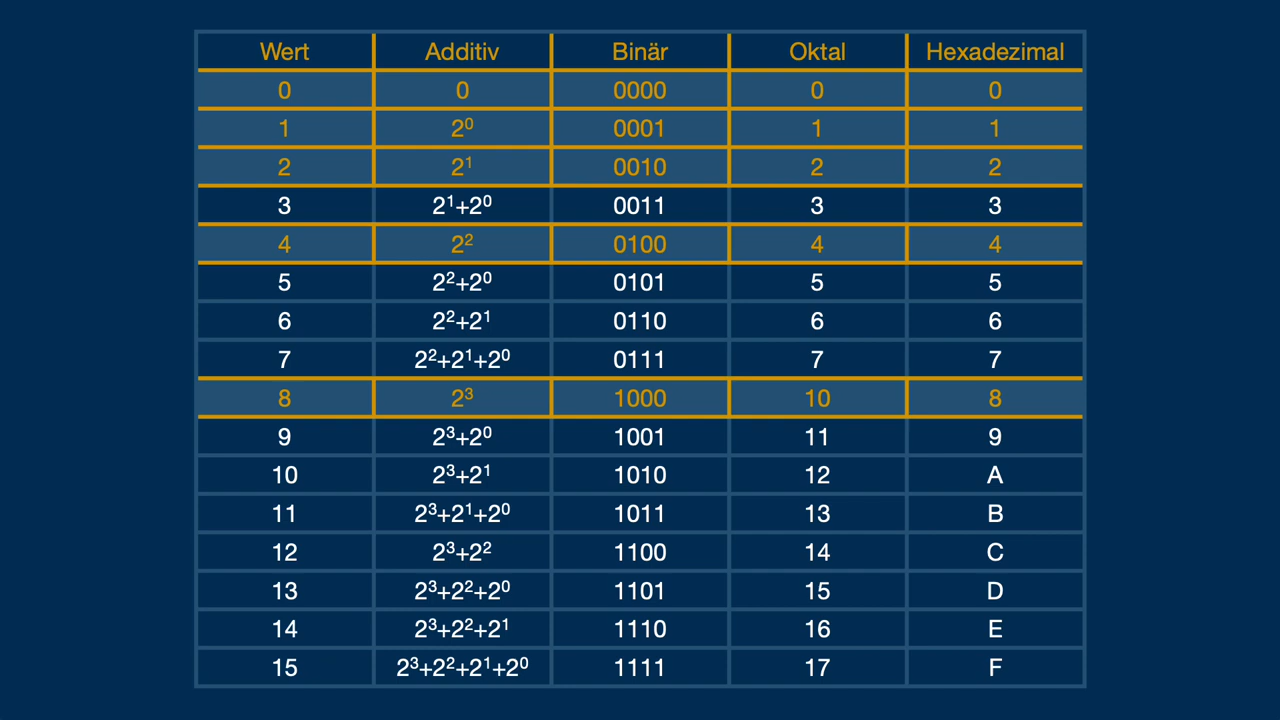 Wert Additiv Binär Oktal Hexadezimal
0 0 0000 0 0
1 2⁰ 0001 1 1
2 2¹ 0010 2 2
3 2¹+2⁰ 0011 3 3
4 2² 0100 4 4
5 2²+2⁰ 0101 5 5
6 2²+2¹ 0110 6 6
7 2²+2¹+2⁰ 0111 7 7
8 2³ 1000 10 8
9 2³+2⁰ 1001 11 9
10 2³+2¹ 1010 12 A
11 2³+2¹+2⁰ 1011 13 B
12 2³+2² 1100 14 C
13 2³+2²+2⁰ 1101 15 D
14 2³+2²+2¹ 1110 16 E
15 2³+2²+2¹+2⁰ 1111 17 F